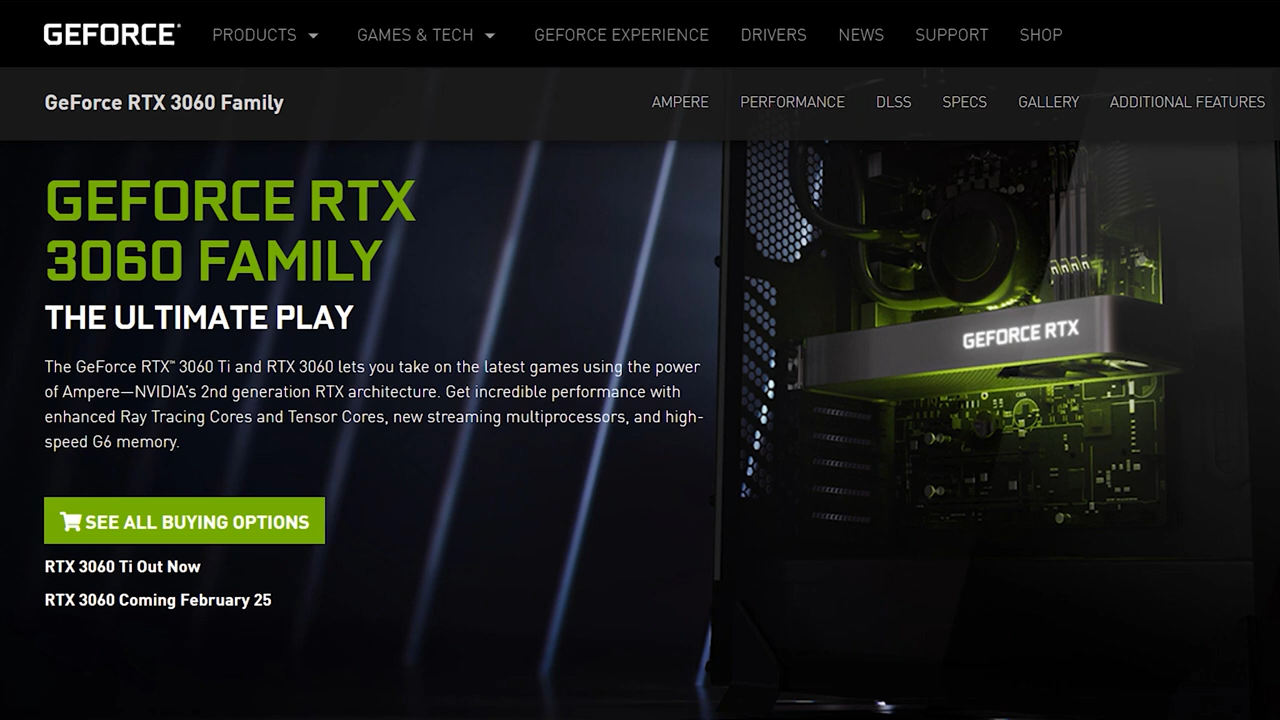 GEFORCE
PRODUCTS
GAMES & TECH
GEFORCE EXPERIENCE
DRIVERS
NEWS
SUPPORT
SHOP
GeForce RTX 3060 Family
AMPERE
PERFORMANCE
DLSS
SPECS
GALLERY
ADDITIONAL FEATURES
GEFORCE RTX
3060 FAMILY
THE ULTIMATE PLAY
The GeForce RTX™ 3060 Ti and RTX 3060 lets you take on the latest games using the power
of Ampere—NVIDIA's 2nd generation RTX architecture. Get incredible performance with
enhanced Ray Tracing Cores and Tensor Cores, new streaming multiprocessors, and high-
speed G6 memory.
SEE ALL BUYING OPTIONS
RTX 3060 Ti Out Now
RTX 3060 Coming February 25
GEFORCE RTX